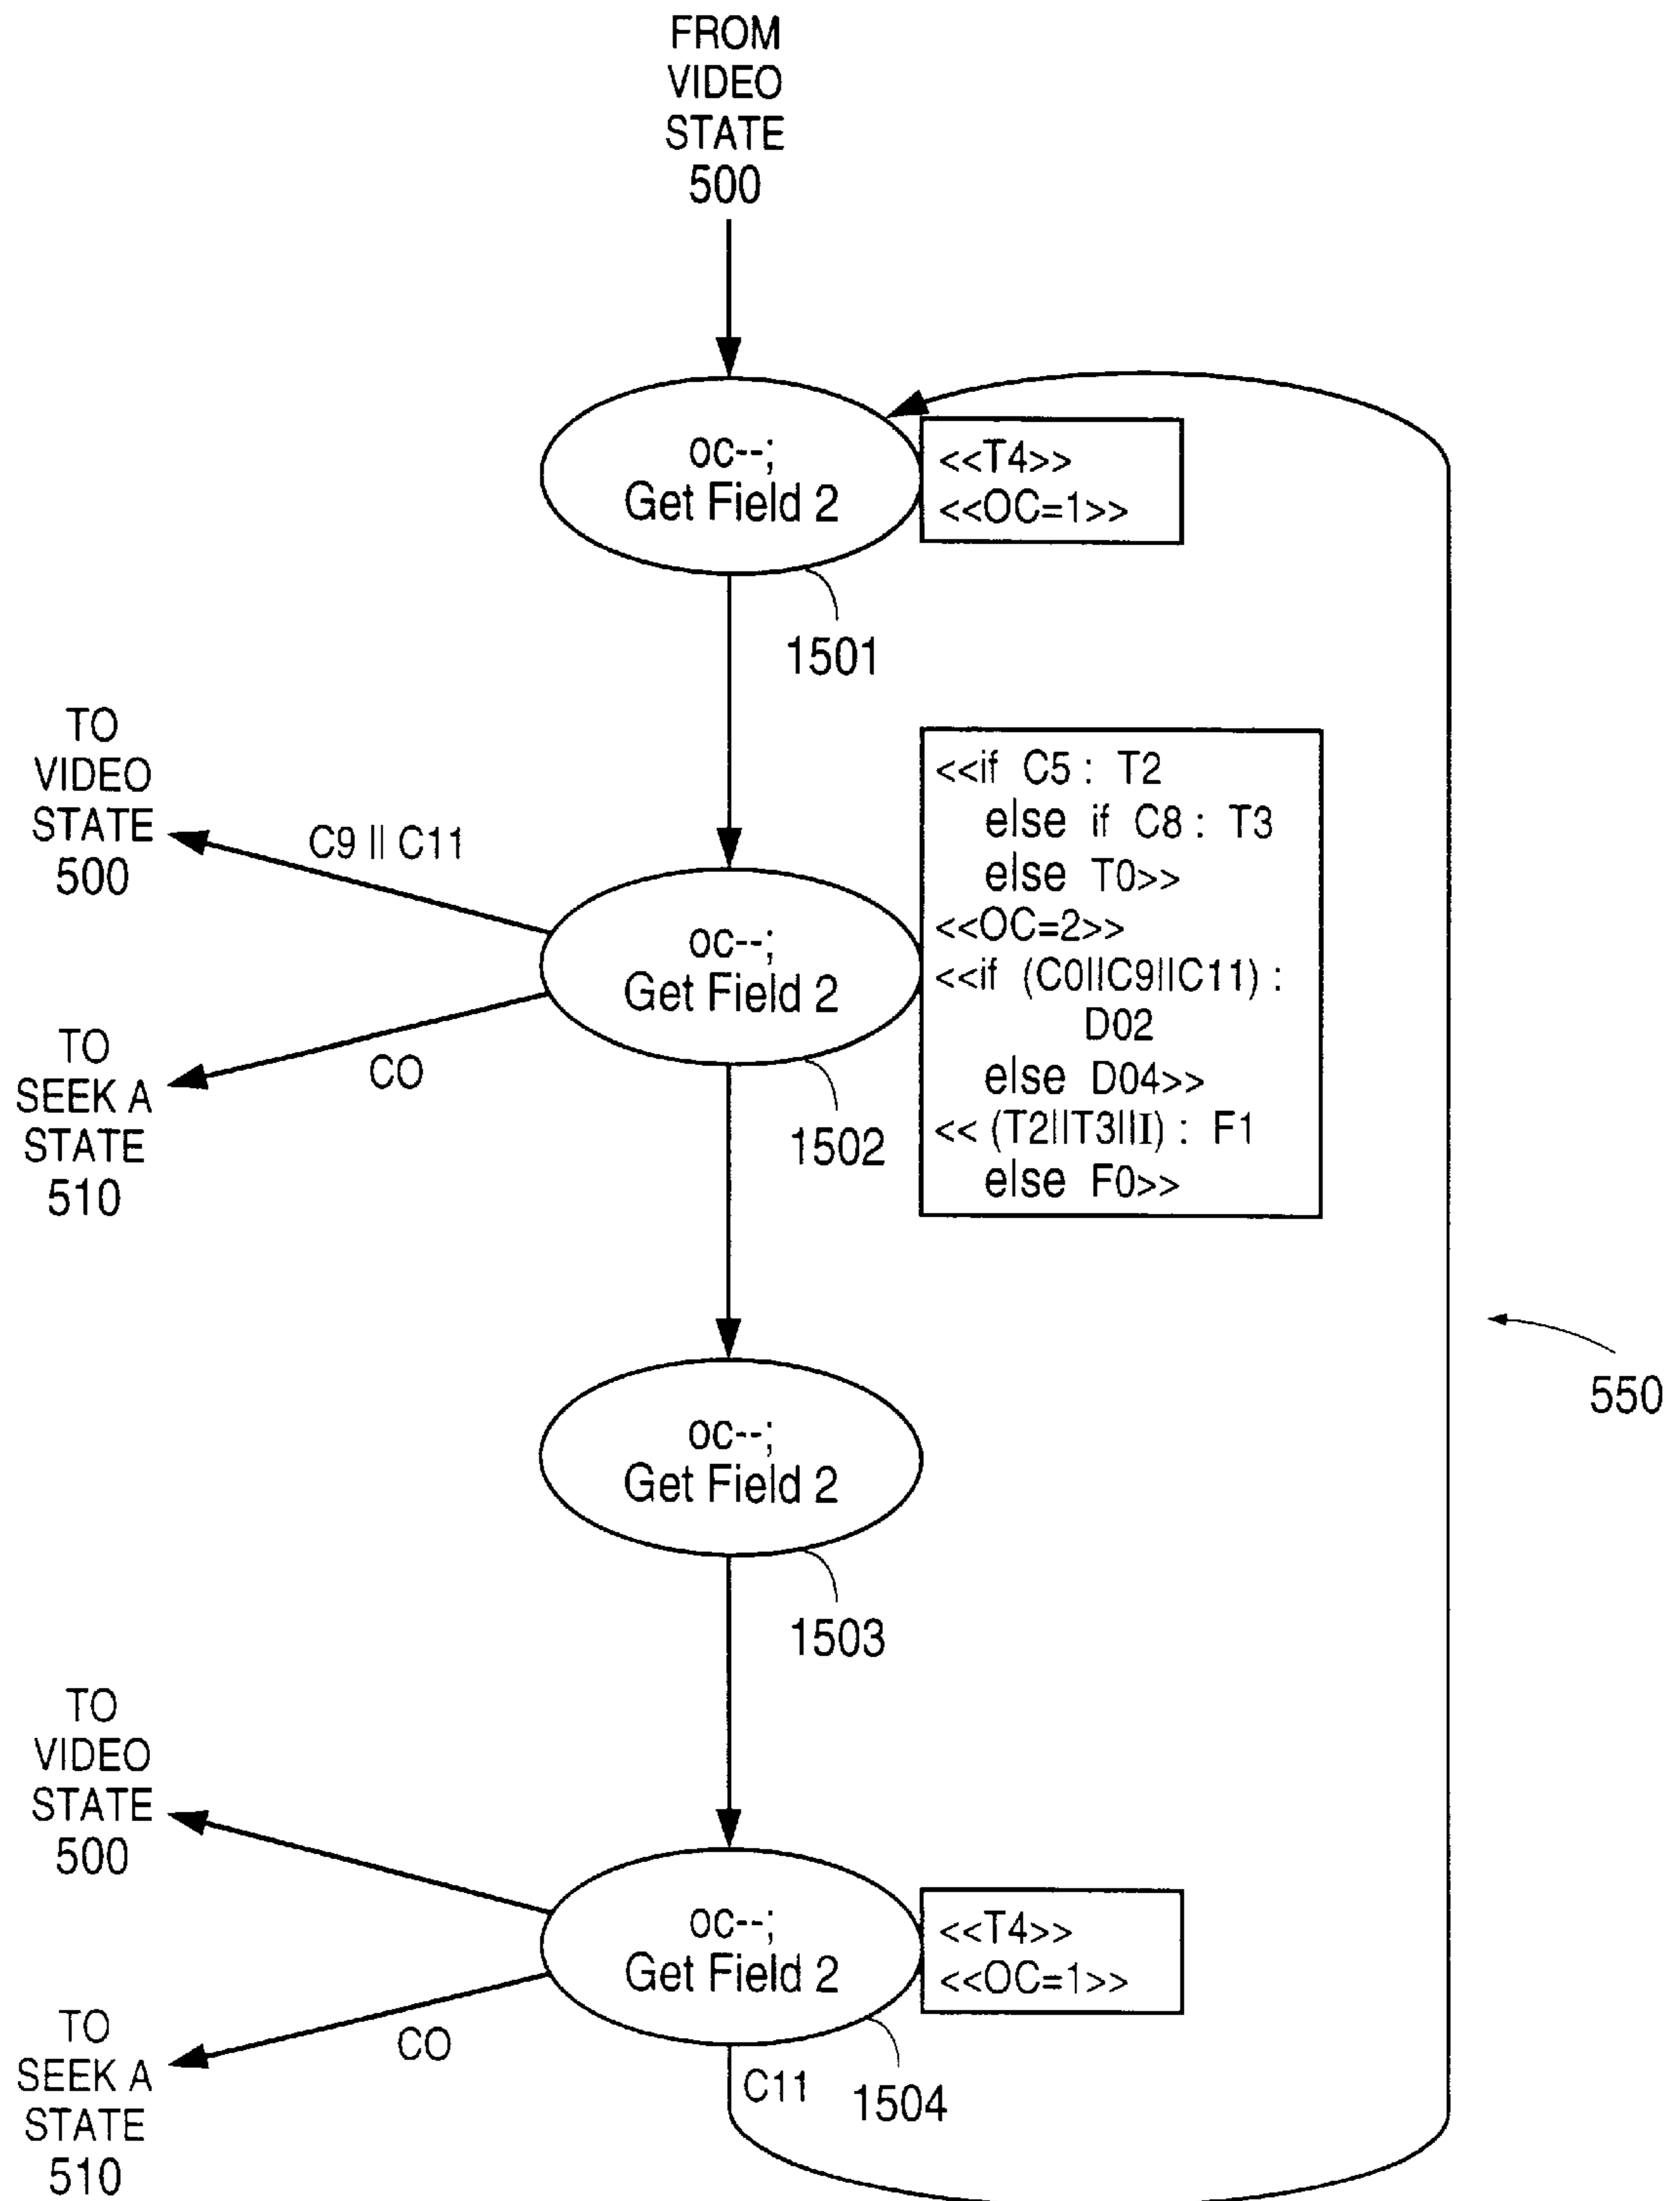 FROM
VIDEO
STATE
500
oc--;
Get Field 2
<<T4>>
<<OC=1>>
1501
TO
VIDEO
STATE
500
C9 || C11
<<if C5 : T2
else if C8 : T3
else T0>>
<<OC=2>>
<<if (C0||C9||C11) :
D02
else D04>>
<< (T2||T3||I) : F1
else F0>>
oc--;
Get Field 2
TO
SEEK A
STATE
510
CO
1502
550
oc--;
Get Field 2
1503
TO
VIDEO
STATE
500
oc--;
Get Field 2
<<T4>>
<<OC=1>>
TO
SEEK A
STATE
510
CO
C11
1504